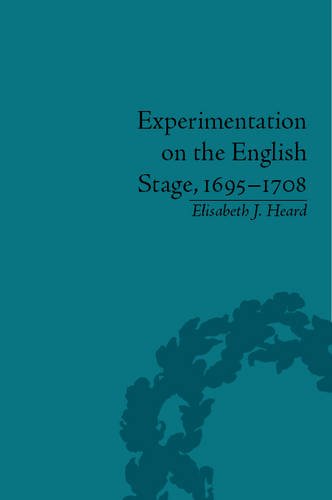 Experimentation
on the English
Stage, 1695–1708
Elisabeth J. Heard